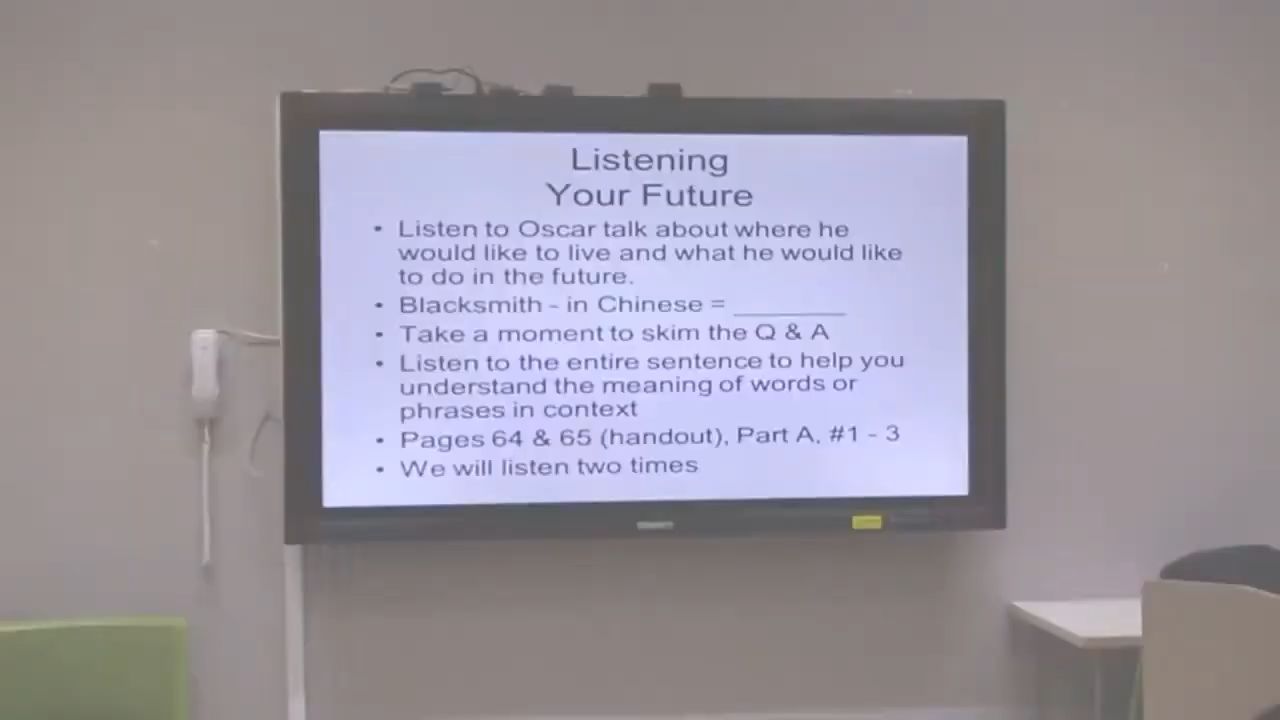 Listening
Your Future
• Listen to Oscar talk about where he
would like to live and what he would like
to do in the future.
• Blacksmith - in Chinese = ________
• Take a moment to skim the Q & A
• Listen to the entire sentence to help you
understand the meaning of words or
phrases in context
• Pages 64 & 65 (handout), Part A, #1 - 3
• We will listen two times